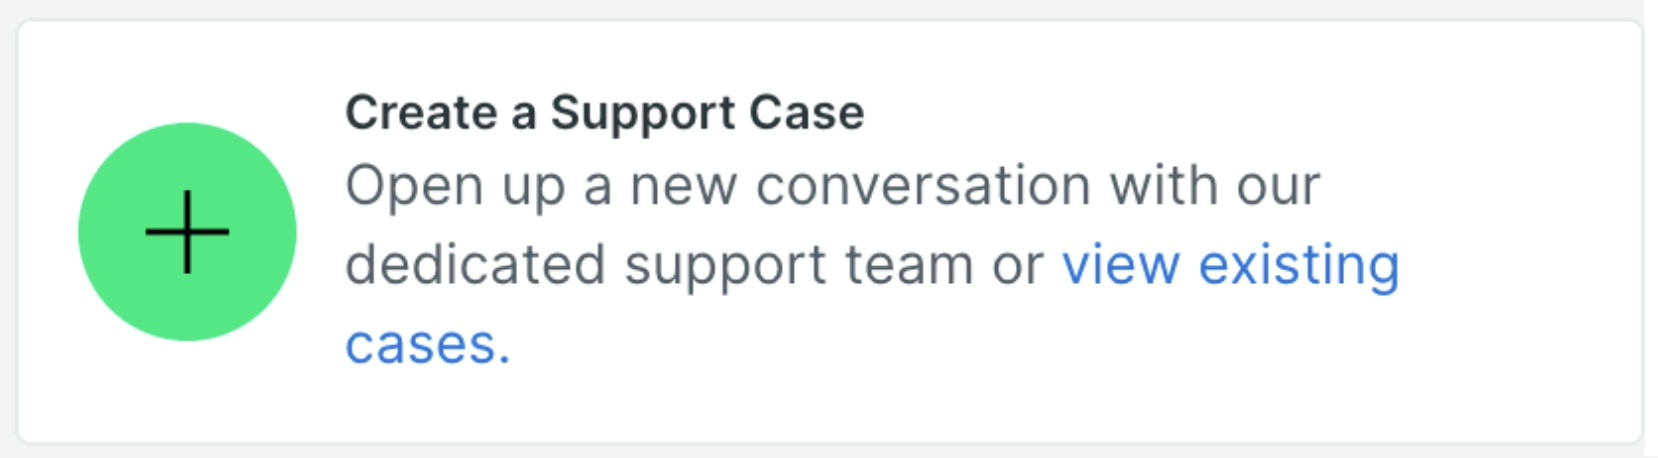 Create a Support Case
Open up a new conversation with our
dedicated support team or view existing
cases.